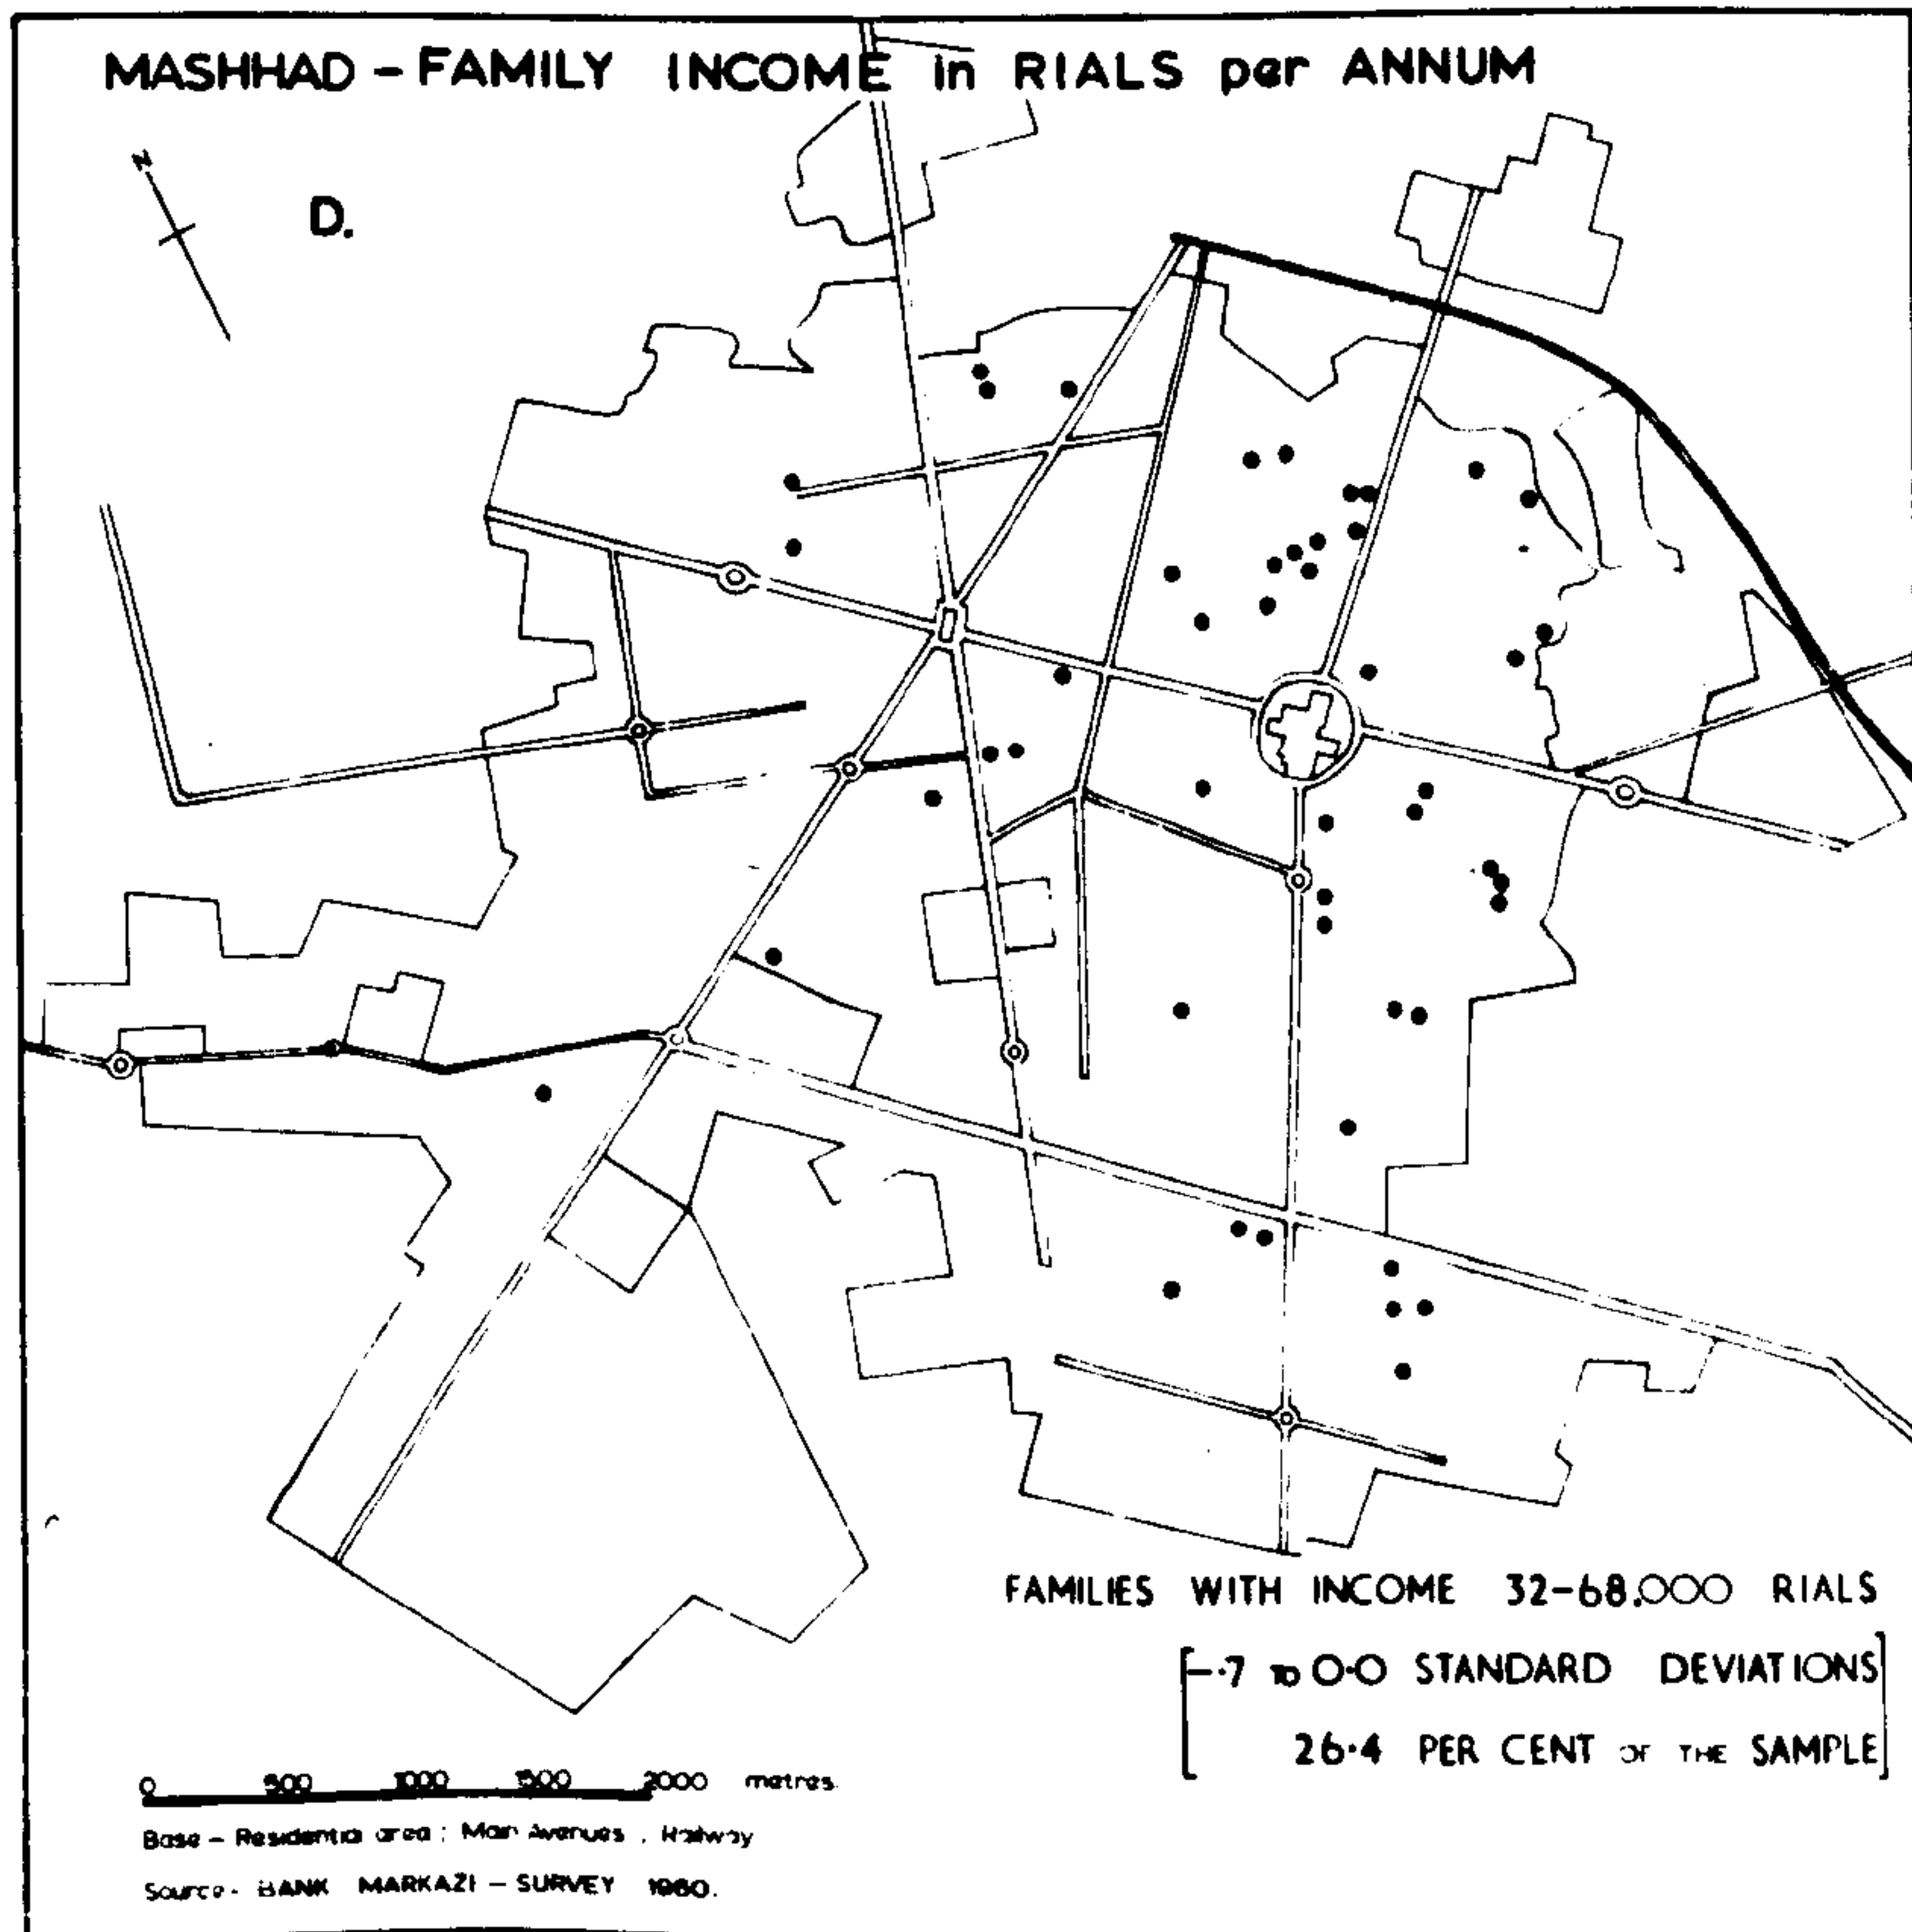 MASHHAD – FAMILY INCOME in RIALS per ANNUM
N
D.
FAMILIES WITH INCOME 32–68.000 RIALS
[–·7 TO 0·0 STANDARD DEVIATIONS
26·4 PER CENT OF THE SAMPLE]
0 500 1000 1500 2000 metres.
Base – Residential area ; Main Avenues , Railway
Source - BANK MARKAZI – SURVEY 1960.